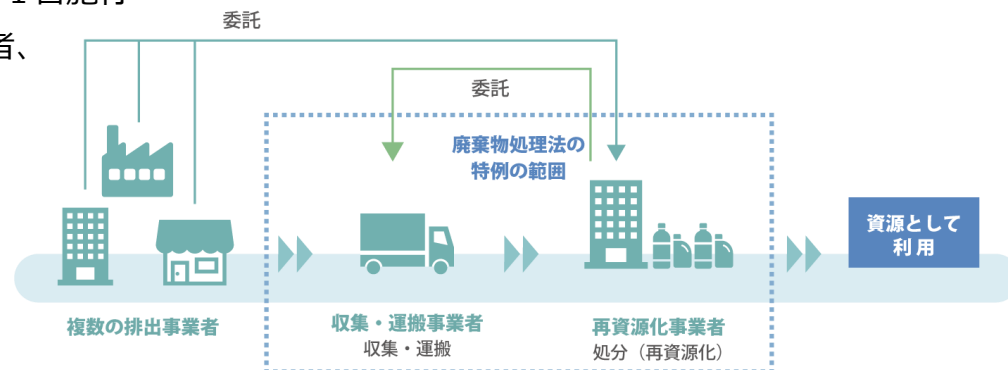 者、
委託
委託
廃棄物処理法の
特例の範囲
資源として
利用
複数の排出事業者
収集・運搬事業者
収集・運搬
再資源化事業者
処分（再資源化）